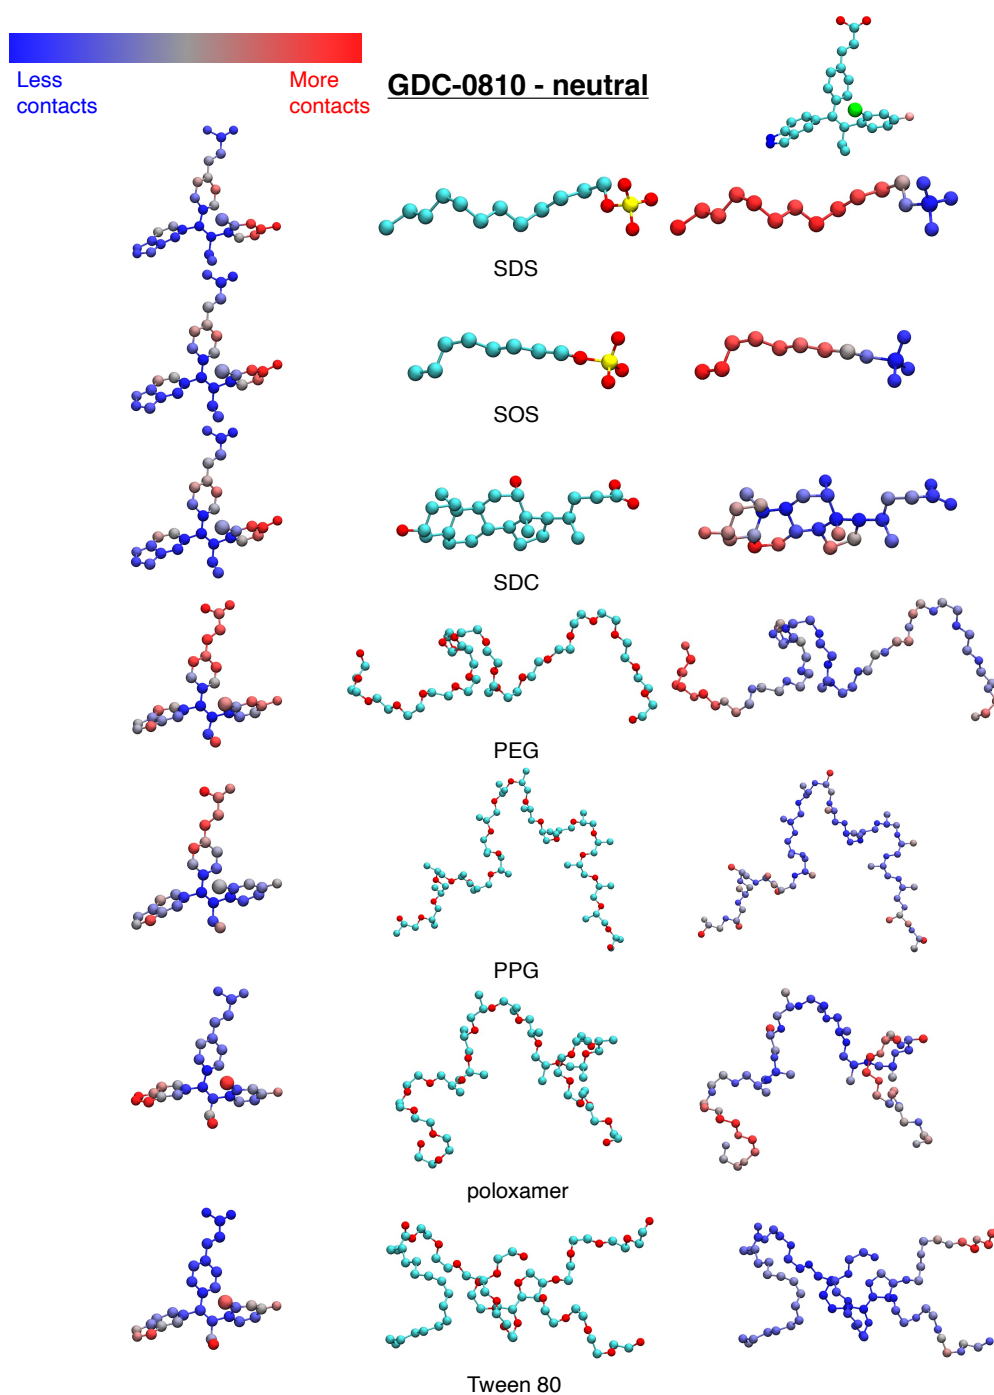 Less
contacts
More
contacts
GDC-0810 - neutral
SDS
SOS
SDC
PEG
PPG
poloxamer
Tween 80